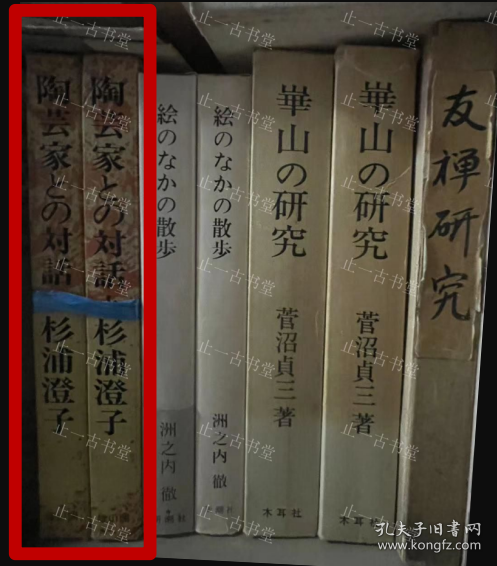 陶芸家との対話
杉浦澄子
陶芸家との対話
杉浦澄子
絵のなかの散歩
洲之内 徹
絵のなかの散歩
洲之内 徹
崋山の研究
菅沼貞三著
木耳社
崋山の研究
菅沼貞三著
木耳社
友禅研究
止一古书堂
孔夫子旧书网
www.kongfz.com